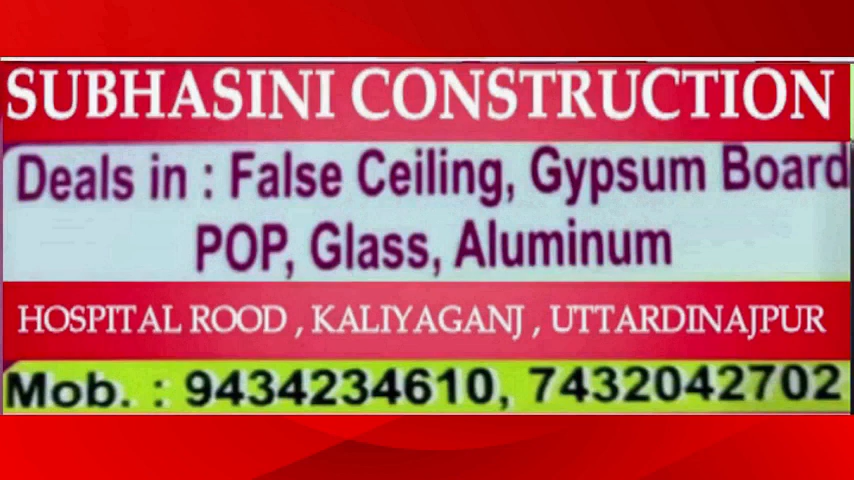 SUBHASINI CONSTRUCTION
Deals in : False Ceiling, Gypsum Board
POP, Glass, Aluminum
HOSPITAL ROOD , KALIYAGANJ , UTTARDINAJPUR
Mob. : 9434234610, 7432042702